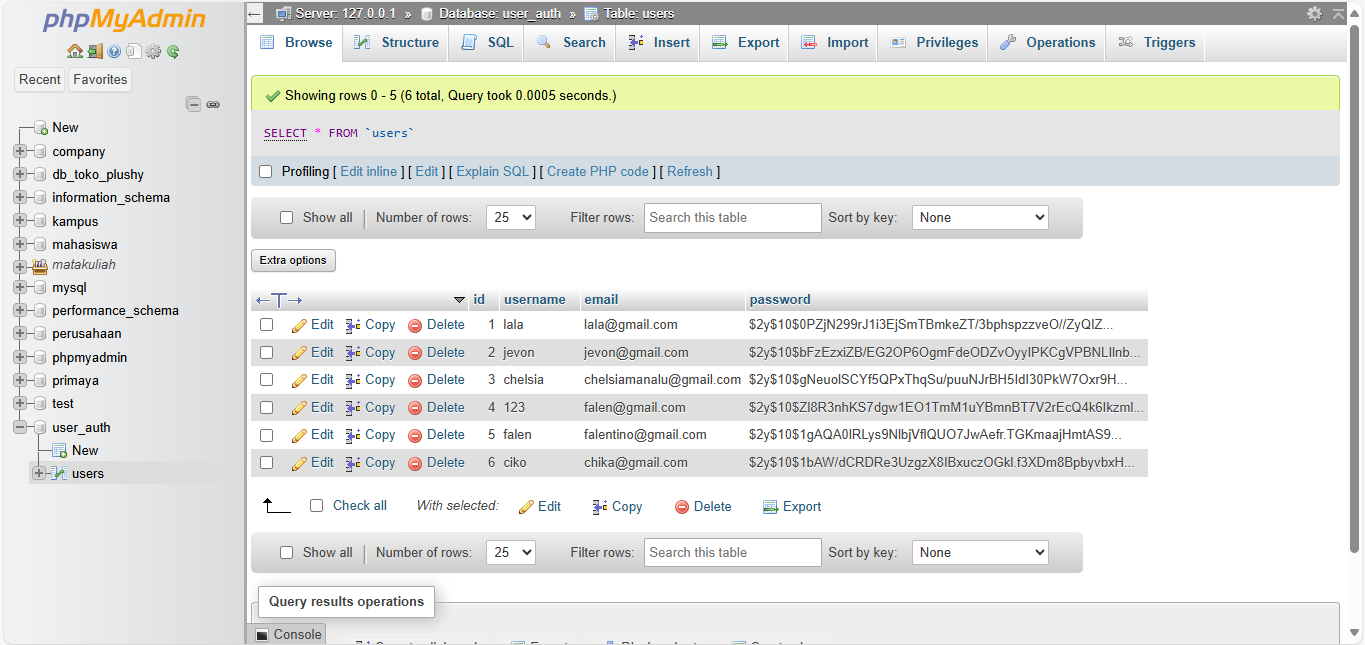 phpMyAdmin
Recent Favorites
New
company
db_toko_plushy
information_schema
kampus
mahasiswa
matakuliah
mysql
performance_schema
perusahaan
phpmyadmin
primaya
test
user_auth
New
users
Server: 127.0.0.1 » Database: user_auth » Table: users
Browse Structure SQL Search Insert Export Import Privileges Operations Triggers
Showing rows 0 - 5 (6 total, Query took 0.0005 seconds.)
SELECT * FROM `users`
Profiling [ Edit inline ] [ Edit ] [ Explain SQL ] [ Create PHP code ] [ Refresh ]
Show all Number of rows: 25 Filter rows: Search this table Sort by key: None
Extra options
id username email password
Edit Copy Delete 1 lala lala@gmail.com $2y$10$0PZjN299rJ1i3EjSmTBmkeZT/3bphspzzveO//ZyQIZ...
Edit Copy Delete 2 jevon jevon@gmail.com $2y$10$bFzEzxiZB/EG2OP6OgmFdeODZvOyyIPKCgVPBNLIlnb...
Edit Copy Delete 3 chelsia chelsiamanalu@gmail.com $2y$10$gNeuolSCYf5QPxThqSu/puuNJrBH5IdI30PkW7Oxr9H...
Edit Copy Delete 4 123 falen@gmail.com $2y$10$ZI8R3nhKS7dgw1EO1TmM1uYBmnBT7V2rEcQ4k6Ikzml...
Edit Copy Delete 5 falen falentino@gmail.com $2y$10$1gAQA0IRLys9NlbjVflQUO7JwAefr.TGKmaajHmtAS9...
Edit Copy Delete 6 ciko chika@gmail.com $2y$10$1bAW/dCRDRe3UzgzX8IBxuczOGkl.f3XDm8BpbyvbxH...
Check all With selected: Edit Copy Delete Export
Show all Number of rows: 25 Filter rows: Search this table Sort by key: None
Query results operations
Console